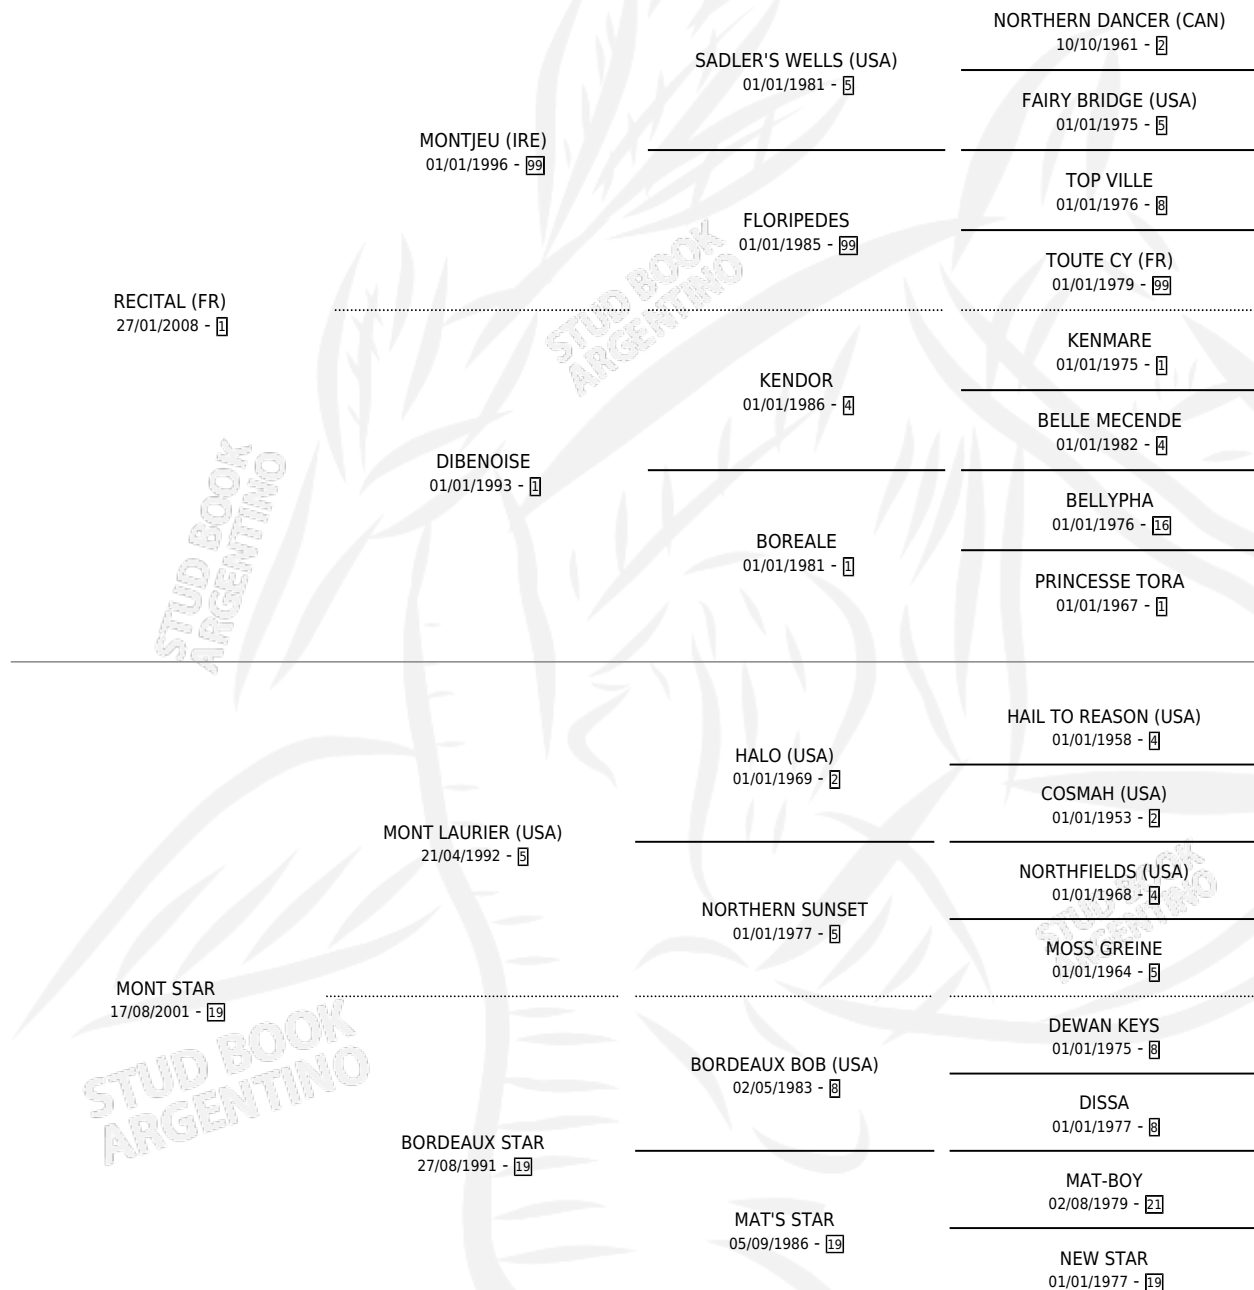 NORTHERN DANCER (CAN)
10/10/1961 - 2
SADLER'S WELLS (USA)
01/01/1981 - 5
FAIRY BRIDGE (USA)
01/01/1975 - 5
MONTJEU (IRE)
01/01/1996 - 99
TOP VILLE
01/01/1976 - 8
FLORIPEDES
01/01/1985 - 99
TOUTE CY (FR)
01/01/1979 - 99
RECITAL (FR)
27/01/2008 - 1
STUD BOOK
ARGENTINO
KENMARE
01/01/1975 - 1
KENDOR
01/01/1986 - 4
BELLE MECENDE
01/01/1982 - 4
DIBENOISE
01/01/1993 - 1
BELLYPHA
01/01/1976 - 16
BOREALE
01/01/1981 - 1
PRINCESSE TORA
01/01/1967 - 1
STUD BOOK
ARGENTINO
HAIL TO REASON (USA)
01/01/1958 - 4
HALO (USA)
01/01/1969 - 2
COSMAH (USA)
01/01/1953 - 2
MONT LAURIER (USA)
21/04/1992 - 5
NORTHFIELDS (USA)
01/01/1968 - 4
STUD BOOK
ARGENTINO
NORTHERN SUNSET
01/01/1977 - 5
MOSS GREINE
01/01/1964 - 5
MONT STAR
17/08/2001 - 19
STUD BOOK
ARGENTINO
DEWAN KEYS
01/01/1975 - 8
BORDEAUX BOB (USA)
02/05/1983 - 8
DISSA
01/01/1977 - 8
BORDEAUX STAR
27/08/1991 - 19
MAT-BOY
02/08/1979 - 21
MAT'S STAR
05/09/1986 - 19
NEW STAR
01/01/1977 - 19